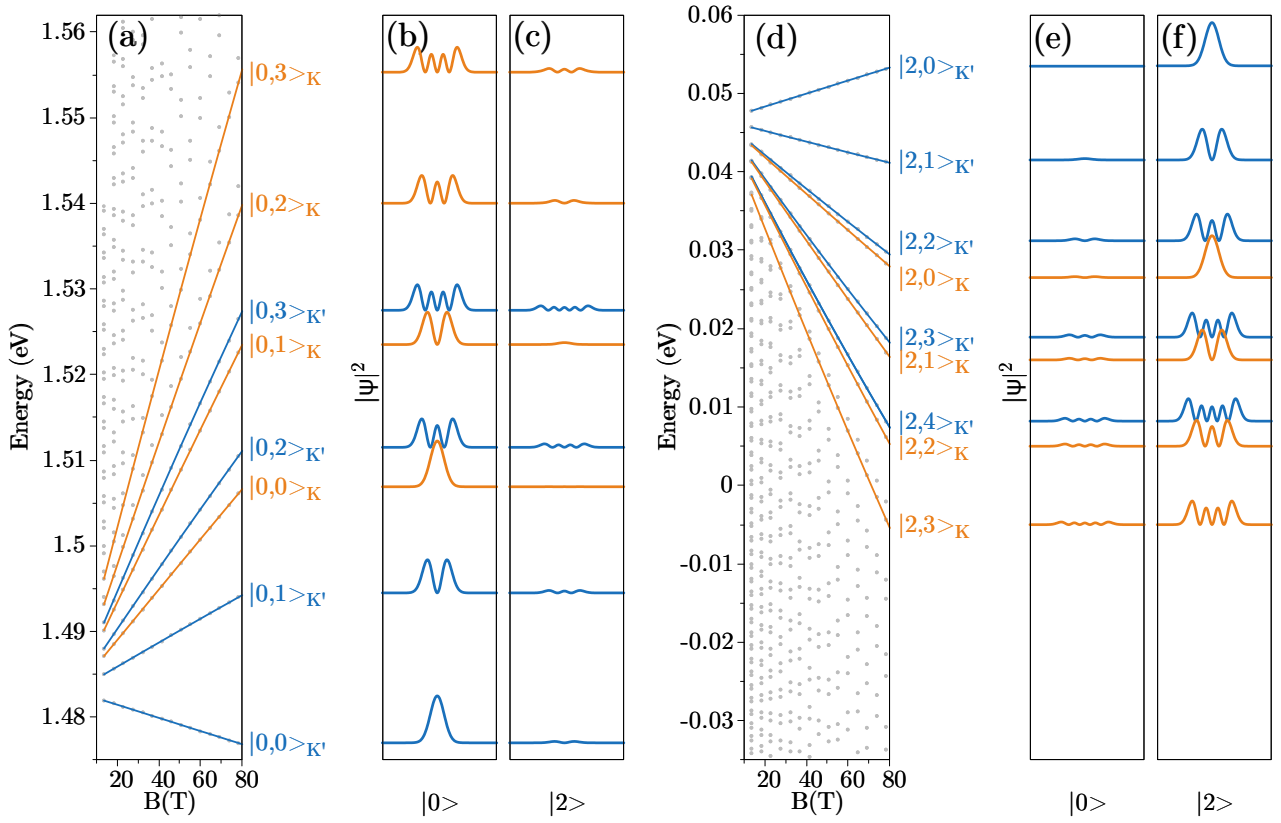 (a)
Energy (eV)
1.56
1.55
1.54
1.53
1.52
1.51
1.5
1.49
1.48
20 40 60 80
B(T)
|0,3>K
|0,2>K
|0,3>K'
|0,1>K
|0,2>K'
|0,0>K
|0,1>K'
|0,0>K'
|ψ|²
(b)
|0>
(c)
|2>
(d)
Energy (eV)
0.06
0.05
0.04
0.03
0.02
0.01
0
-0.01
-0.02
-0.03
20 40 60 80
B(T)
|2,0>K'
|2,1>K'
|2,2>K'
|2,0>K
|2,3>K'
|2,1>K
|2,4>K'
|2,2>K
|2,3>K
|ψ|²
(e)
|0>
(f)
|2>